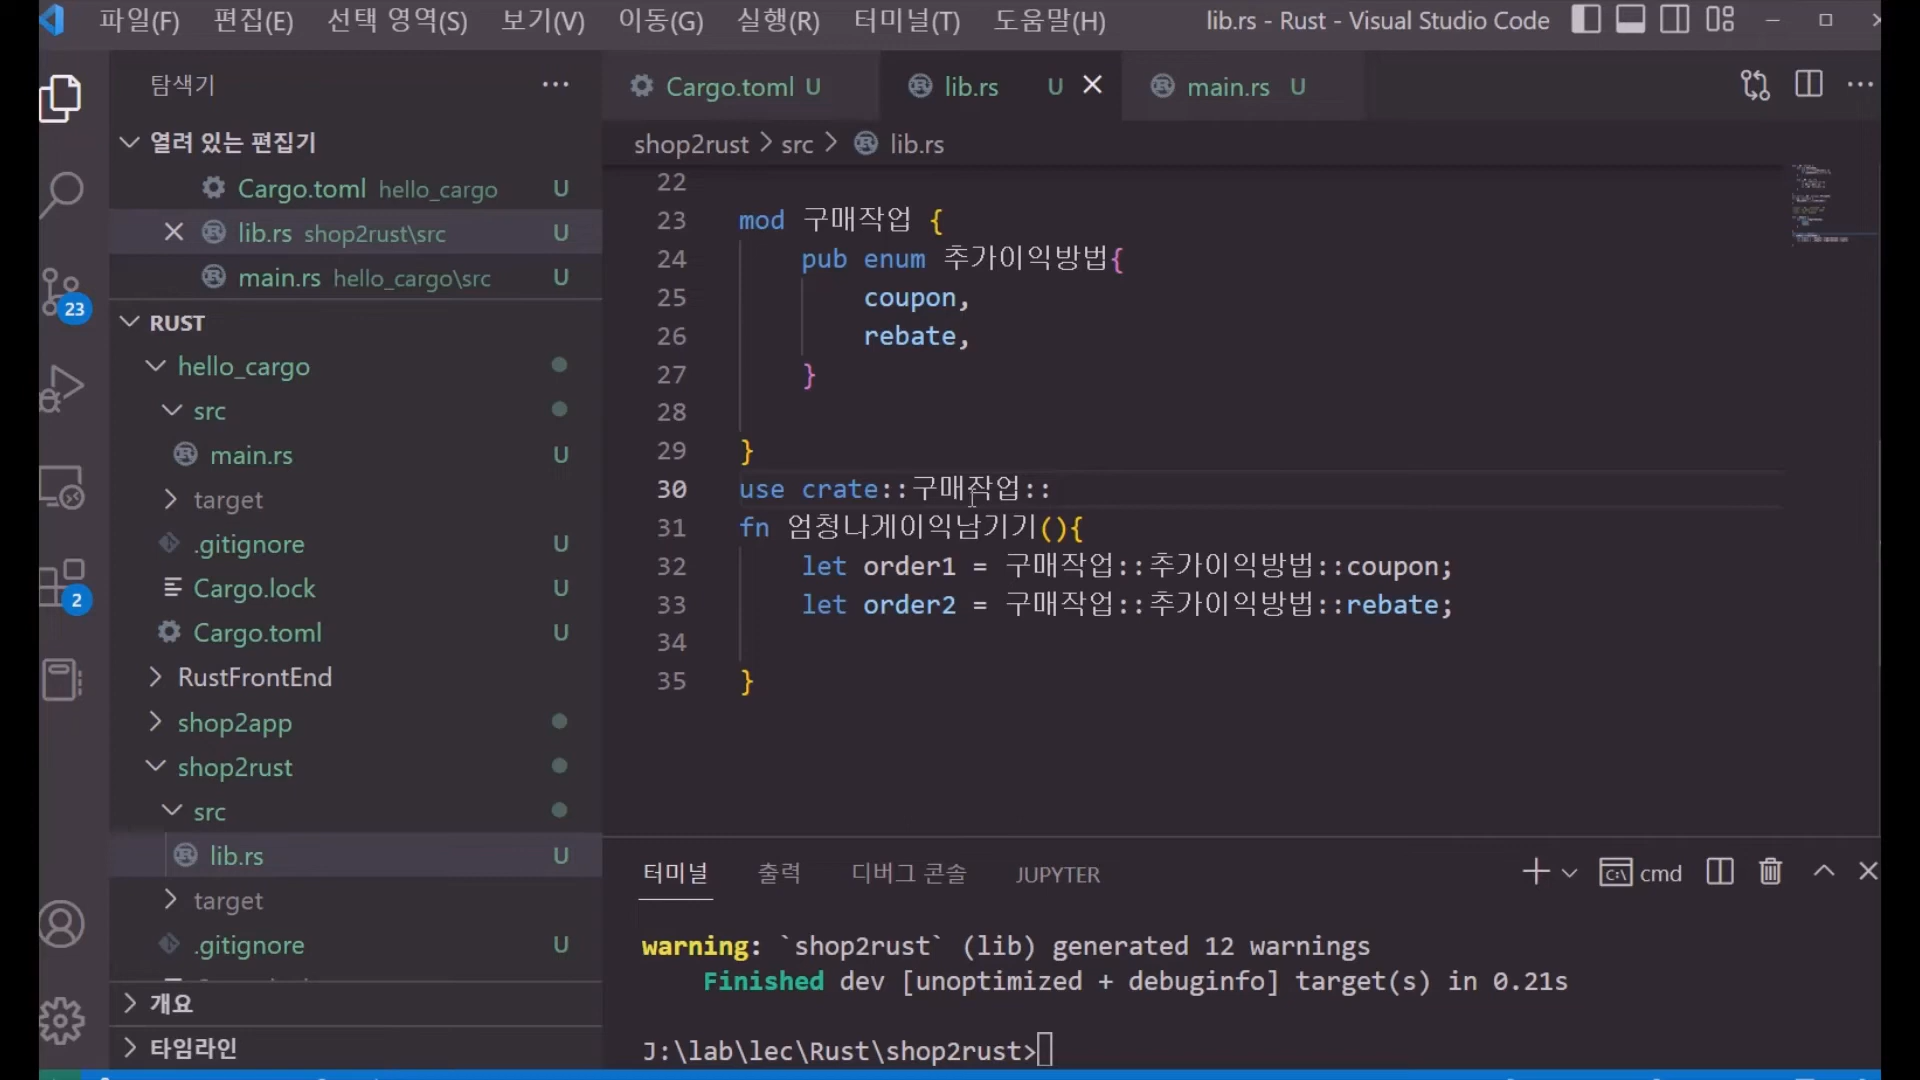 파일(F) 편집(E) 선택 영역(S) 보기(V) 이동(G) 실행(R) 터미널(T) 도움말(H) lib.rs - Rust - Visual Studio Code
탐색기
열려 있는 편집기
Cargo.toml hello_cargo U
lib.rs shop2rust\src U
main.rs hello_cargo\src U
23
RUST
hello_cargo
src
main.rs U
target
.gitignore U
Cargo.lock U
Cargo.toml U
2
RustFrontEnd
shop2app
shop2rust
src
lib.rs U
target
.gitignore U
개요
타임라인
Cargo.toml U lib.rs U main.rs U
shop2rust > src > lib.rs
22
23 mod 구매작업 {
24 pub enum 추가이익방법{
25 coupon,
26 rebate,
27 }
28
29 }
30 use crate::구매작업::
31 fn 엄청나게이익남기기(){
32 let order1 = 구매작업::추가이익방법::coupon;
33 let order2 = 구매작업::추가이익방법::rebate;
34
35 }
터미널 출력 디버그 콘솔 JUPYTER cmd
warning: `shop2rust` (lib) generated 12 warnings
Finished dev [unoptimized + debuginfo] target(s) in 0.21s
J:\lab\lec\Rust\shop2rust>